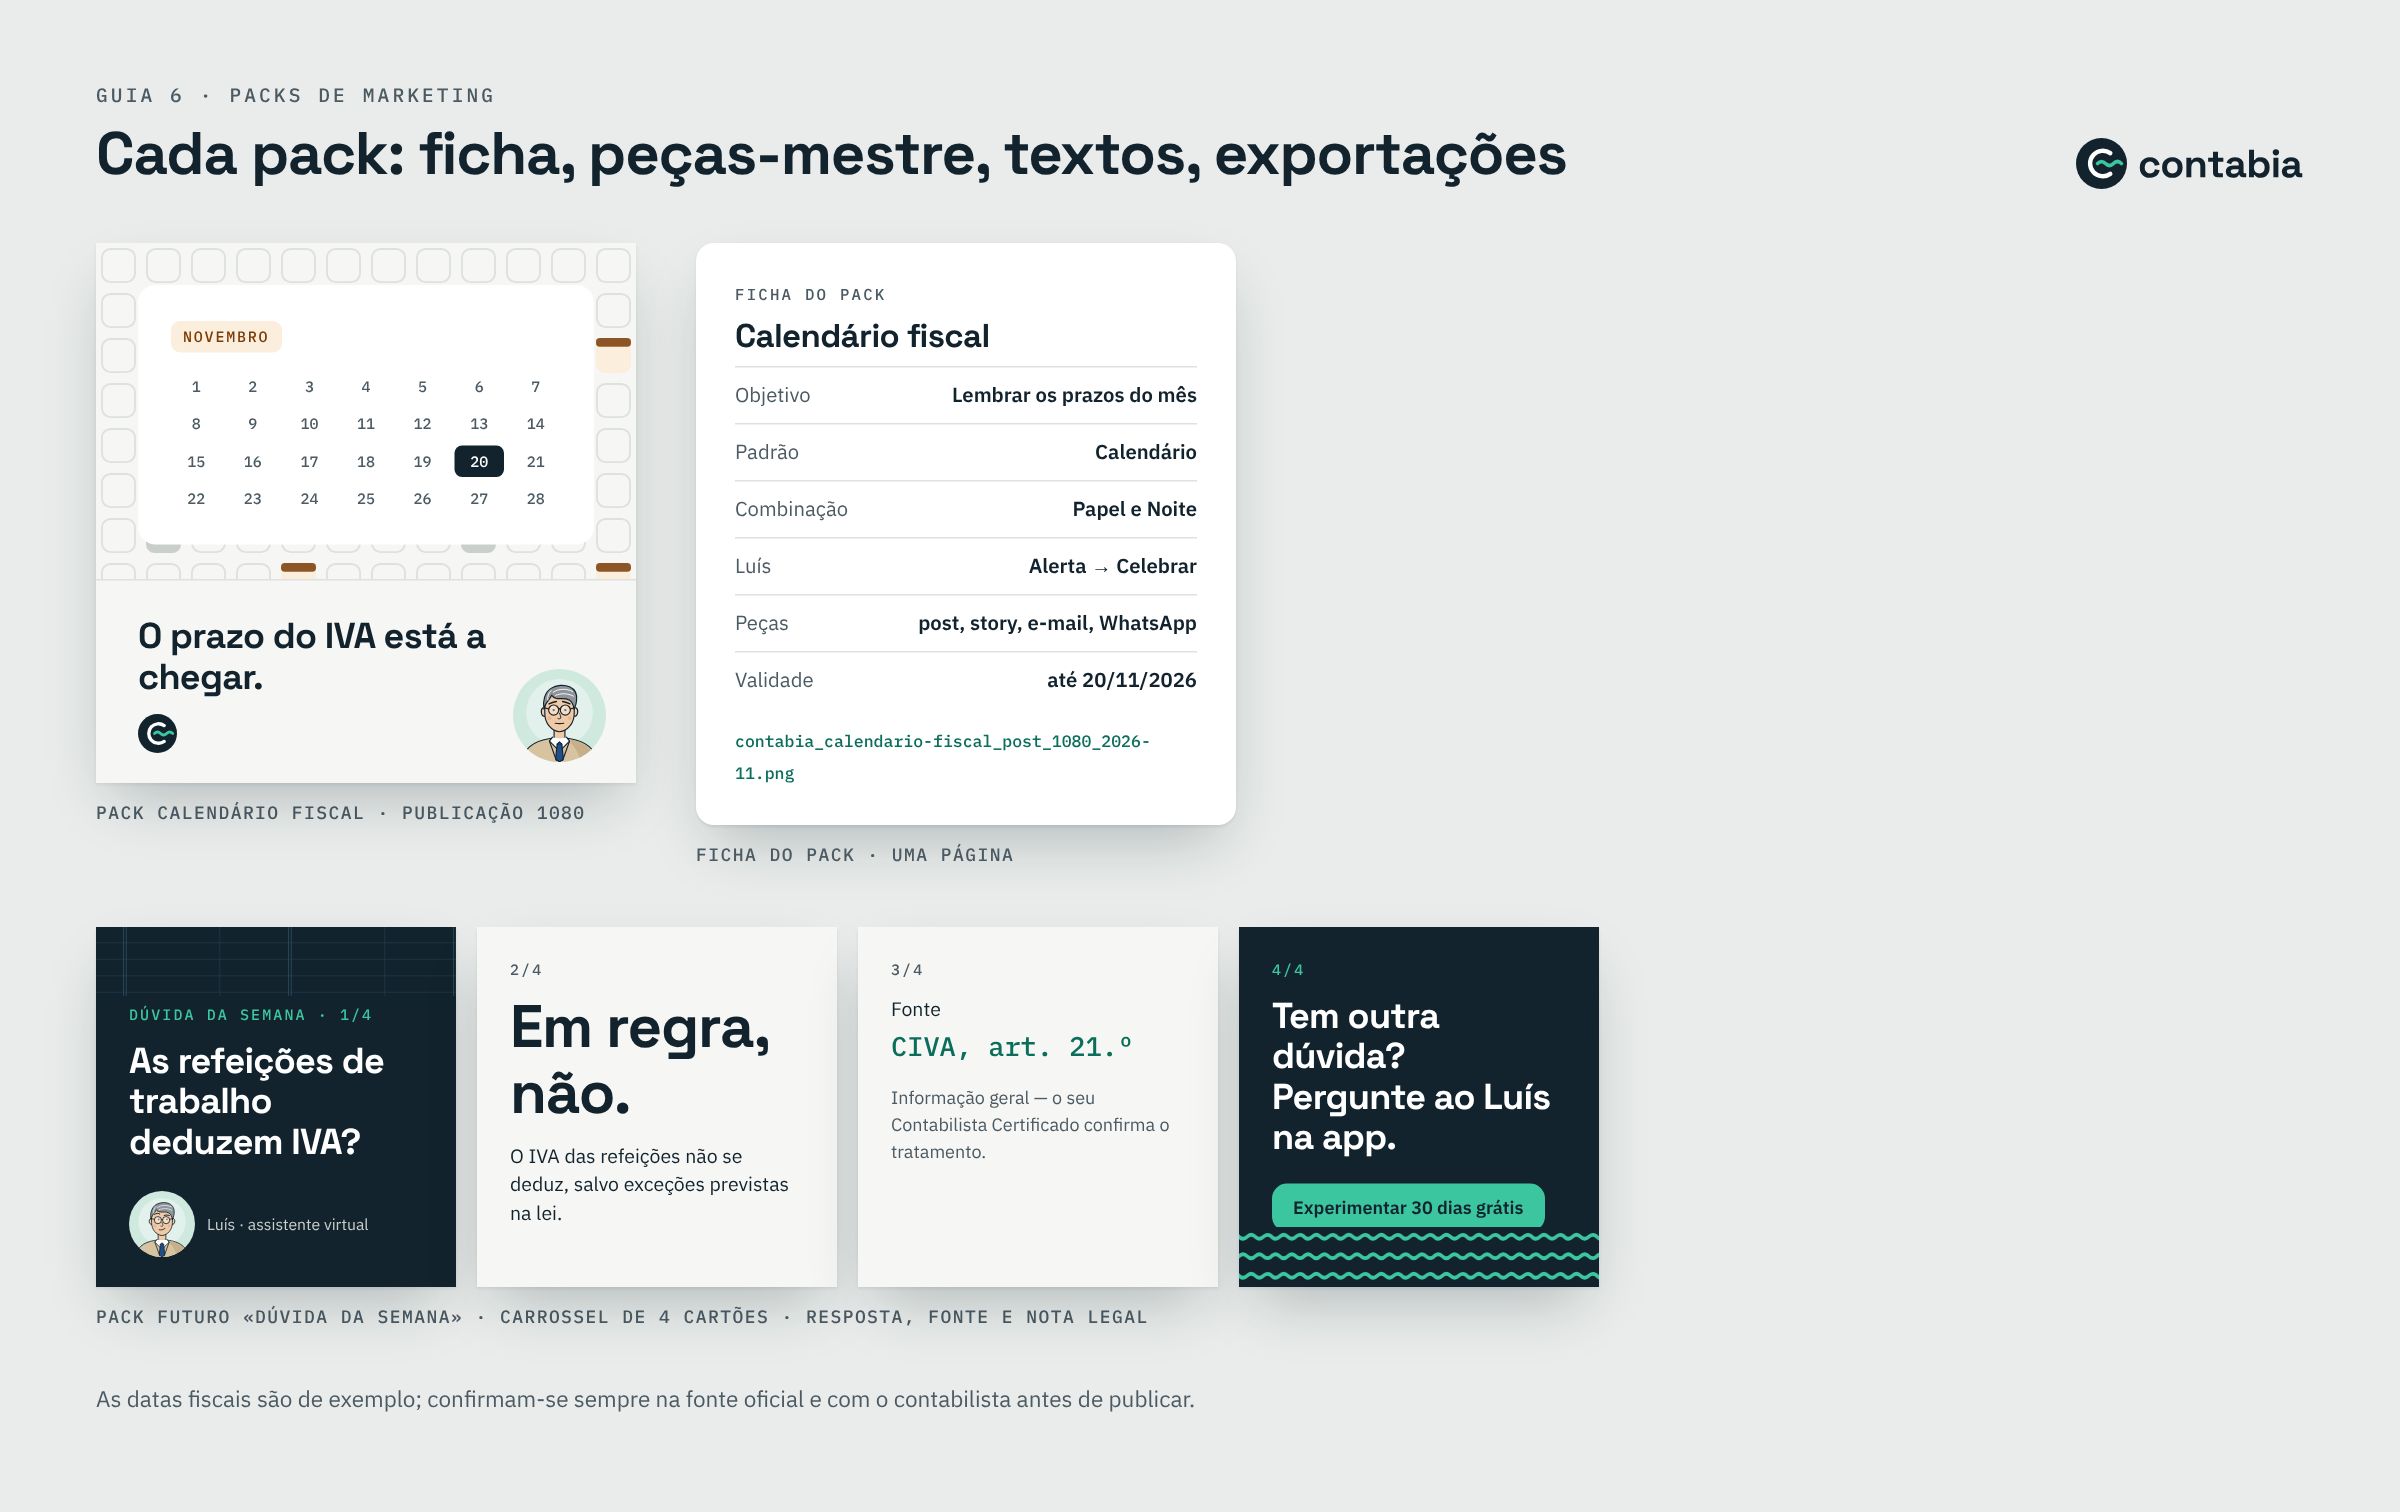 GUIA 6 · PACKS DE MARKETING
Cada pack: ficha, peças-mestre, textos, exportações
contabia
NOVEMBRO
1 2 3 4 5 6 7
8 9 10 11 12 13 14
15 16 17 18 19 20 21
22 23 24 25 26 27 28
O prazo do IVA está a
chegar.
PACK CALENDÁRIO FISCAL · PUBLICAÇÃO 1080
FICHA DO PACK
Calendário fiscal
Objetivo Lembrar os prazos do mês
Padrão Calendário
Combinação Papel e Noite
Luís Alerta → Celebrar
Peças post, story, e-mail, WhatsApp
Validade até 20/11/2026
contabia_calendario-fiscal_post_1080_2026-
11.png
FICHA DO PACK · UMA PÁGINA
DÚVIDA DA SEMANA · 1/4
As refeições de
trabalho
deduzem IVA?
Luís · assistente virtual
2/4
Em regra,
não.
O IVA das refeições não se
deduz, salvo exceções previstas
na lei.
3/4
Fonte
CIVA, art. 21.º
Informação geral — o seu
Contabilista Certificado confirma o
tratamento.
4/4
Tem outra
dúvida?
Pergunte ao Luís
na app.
Experimentar 30 dias grátis
PACK FUTURO «DÚVIDA DA SEMANA» · CARROSSEL DE 4 CARTÕES · RESPOSTA, FONTE E NOTA LEGAL
As datas fiscais são de exemplo; confirmam-se sempre na fonte oficial e com o contabilista antes de publicar.